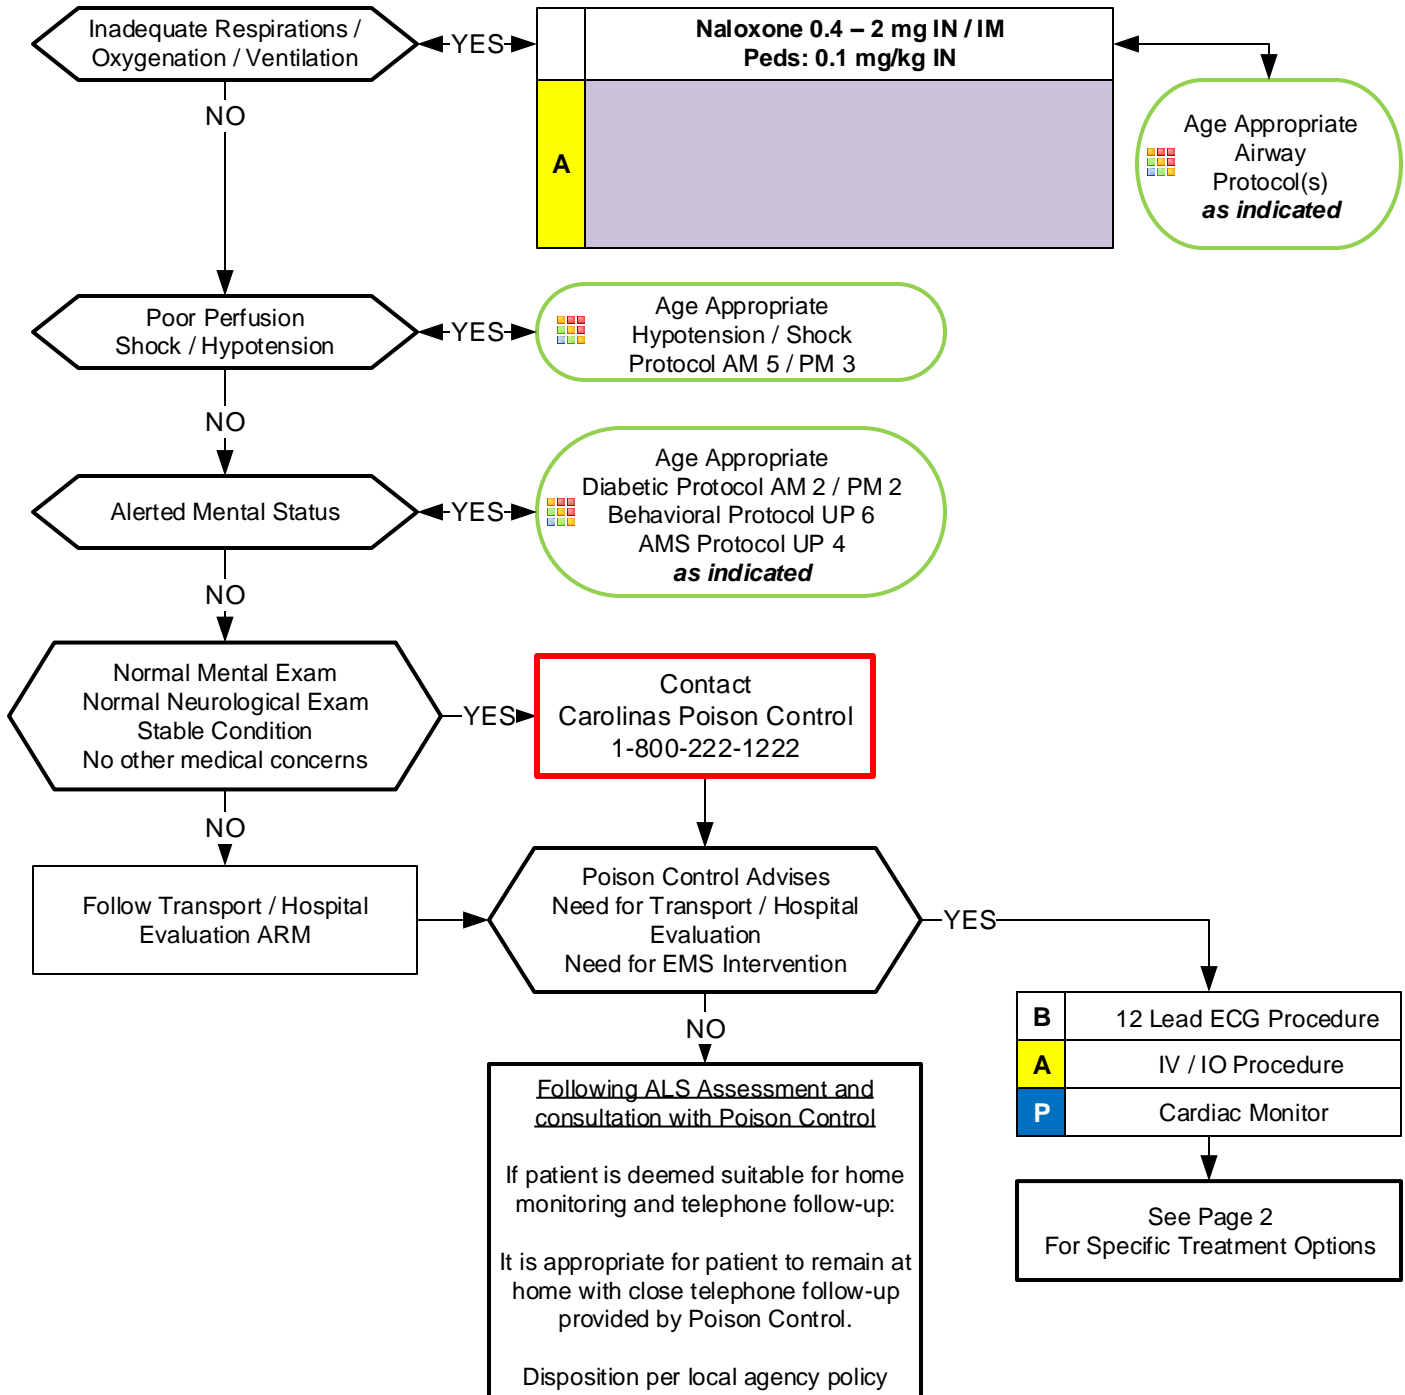 Inadequate Respirations /
Oxygenation / Ventilation
YES
Naloxone 0.4 – 2 mg IN / IM
Peds: 0.1 mg/kg IN
A
Age Appropriate
Airway
Protocol(s)
as indicated
NO
Poor Perfusion
Shock / Hypotension
YES
Age Appropriate
Hypotension / Shock
Protocol AM 5 / PM 3
NO
Alerted Mental Status
YES
Age Appropriate
Diabetic Protocol AM 2 / PM 2
Behavioral Protocol UP 6
AMS Protocol UP 4
as indicated
NO
Normal Mental Exam
Normal Neurological Exam
Stable Condition
No other medical concerns
YES
Contact
Carolinas Poison Control
1-800-222-1222
NO
Follow Transport / Hospital
Evaluation ARM
Poison Control Advises
Need for Transport / Hospital
Evaluation
Need for EMS Intervention
YES
B 12 Lead ECG Procedure
A IV / IO Procedure
P Cardiac Monitor
See Page 2
For Specific Treatment Options
NO
Following ALS Assessment and
consultation with Poison Control
If patient is deemed suitable for home
monitoring and telephone follow-up:
It is appropriate for patient to remain at
home with close telephone follow-up
provided by Poison Control.
Disposition per local agency policy